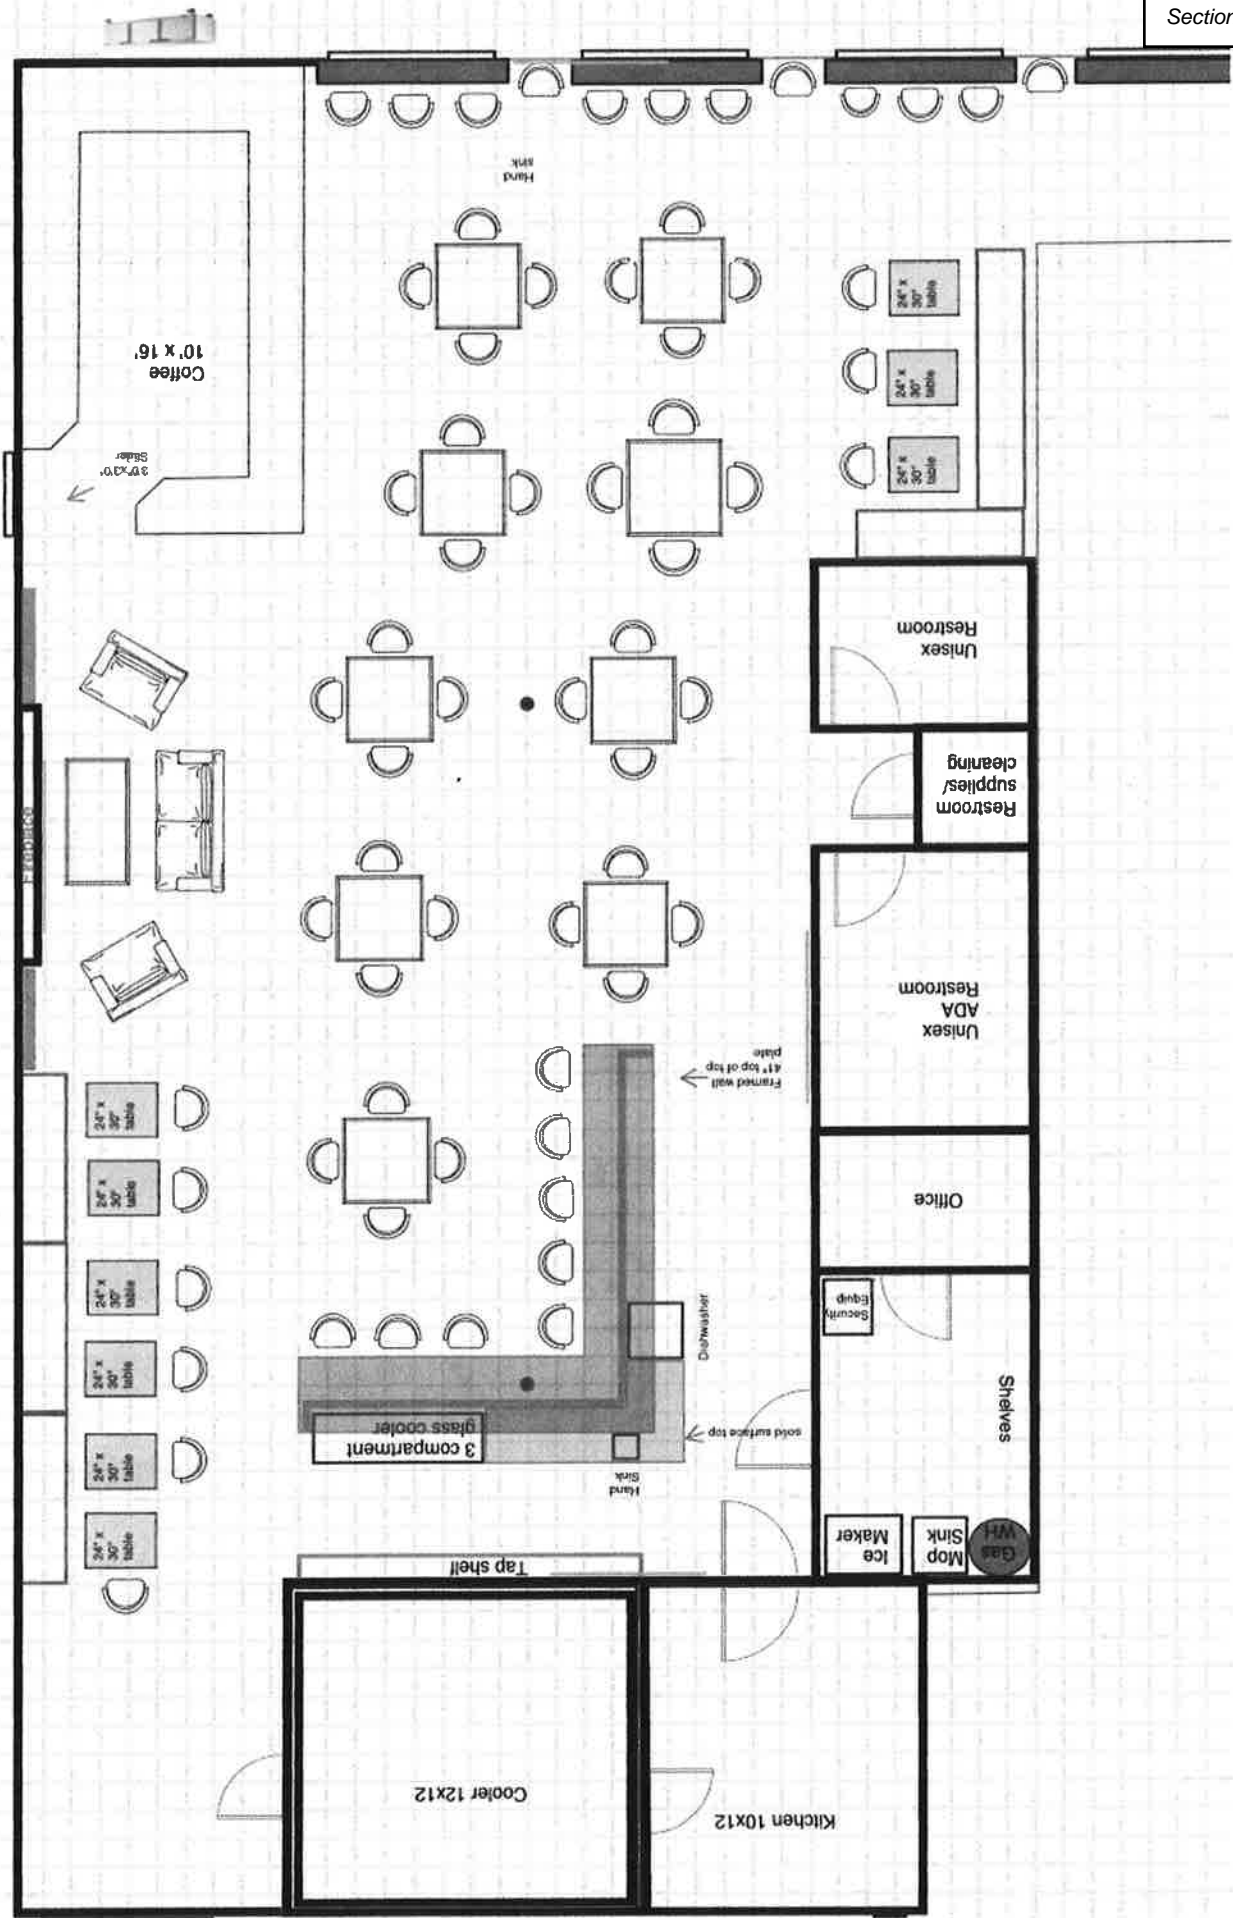 Section
Hand
sink
Coffee
10' x 16'
3'0"x3'0"
Slider
24" x
30"
table
24" x
30"
table
24" x
30"
table
Unisex
Restroom
Restroom
supplies/
cleaning
Fireplace
Unisex
ADA
Restroom
Framed wall
41" top of top
plate
24" x
30"
table
24" x
30"
table
24" x
30"
table
24" x
30"
table
24" x
30"
table
24" x
30"
table
Office
Security
Equip
Dishwasher
Shelves
3 compartment
glass cooler
solid surface top
Hand
Sink
Ice
Maker
Mop
Sink
Gas
WH
Tap shelf
Cooler 12x12
Kitchen 10x12